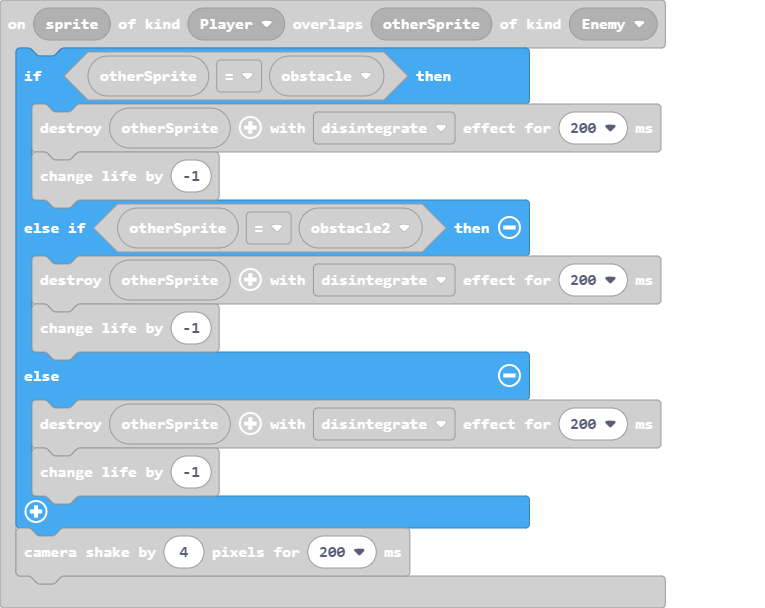 on sprite of kind Player overlaps otherSprite of kind Enemy
if otherSprite = obstacle then
destroy otherSprite with disintegrate effect for 200 ms
change life by -1
else if otherSprite = obstacle2 then
destroy otherSprite with disintegrate effect for 200 ms
change life by -1
else
destroy otherSprite with disintegrate effect for 200 ms
change life by -1
camera shake by 4 pixels for 200 ms